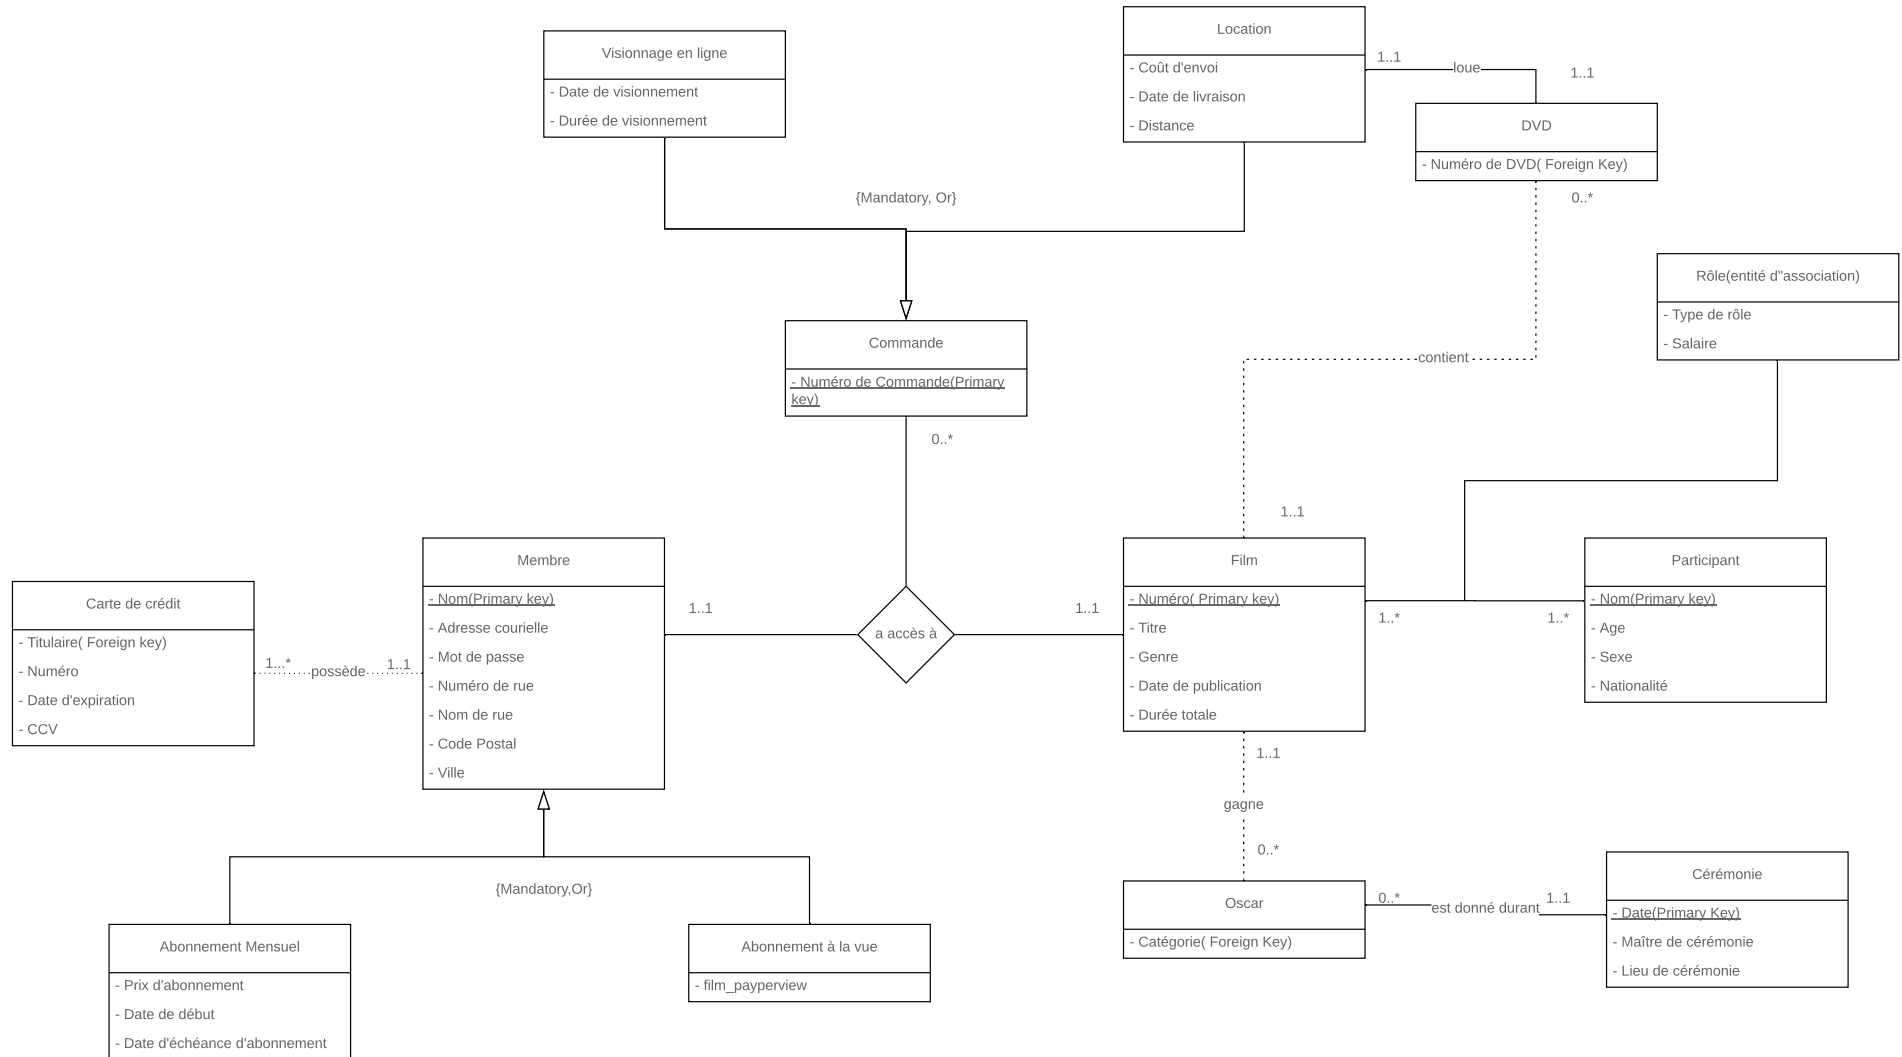 Visionnage en ligne
- Date de visionnement
- Durée de visionnement
Location
- Coût d'envoi
- Date de livraison
- Distance
1..1
loue
1..1
DVD
- Numéro de DVD( Foreign Key)
0..*
{Mandatory, Or}
Rôle(entité d"association)
- Type de rôle
- Salaire
Commande
- Numéro de Commande(Primary
key)
0..*
contient
1..1
Carte de crédit
- Titulaire( Foreign key)
- Numéro
- Date d'expiration
- CCV
1...*
possède
1..1
Membre
- Nom(Primary key)
- Adresse courielle
- Mot de passe
- Numéro de rue
- Nom de rue
- Code Postal
- Ville
1..1
a accès à
1..1
Film
- Numéro( Primary key)
- Titre
- Genre
- Date de publication
- Durée totale
1..*
1..*
Participant
- Nom(Primary key)
- Age
- Sexe
- Nationalité
1..1
gagne
0..*
{Mandatory,Or}
Abonnement Mensuel
- Prix d'abonnement
- Date de début
- Date d'échéance d'abonnement
Abonnement à la vue
- film_payperview
Oscar
- Catégorie( Foreign Key)
0..*
est donné durant
1..1
Cérémonie
- Date(Primary Key)
- Maître de cérémonie
- Lieu de cérémonie